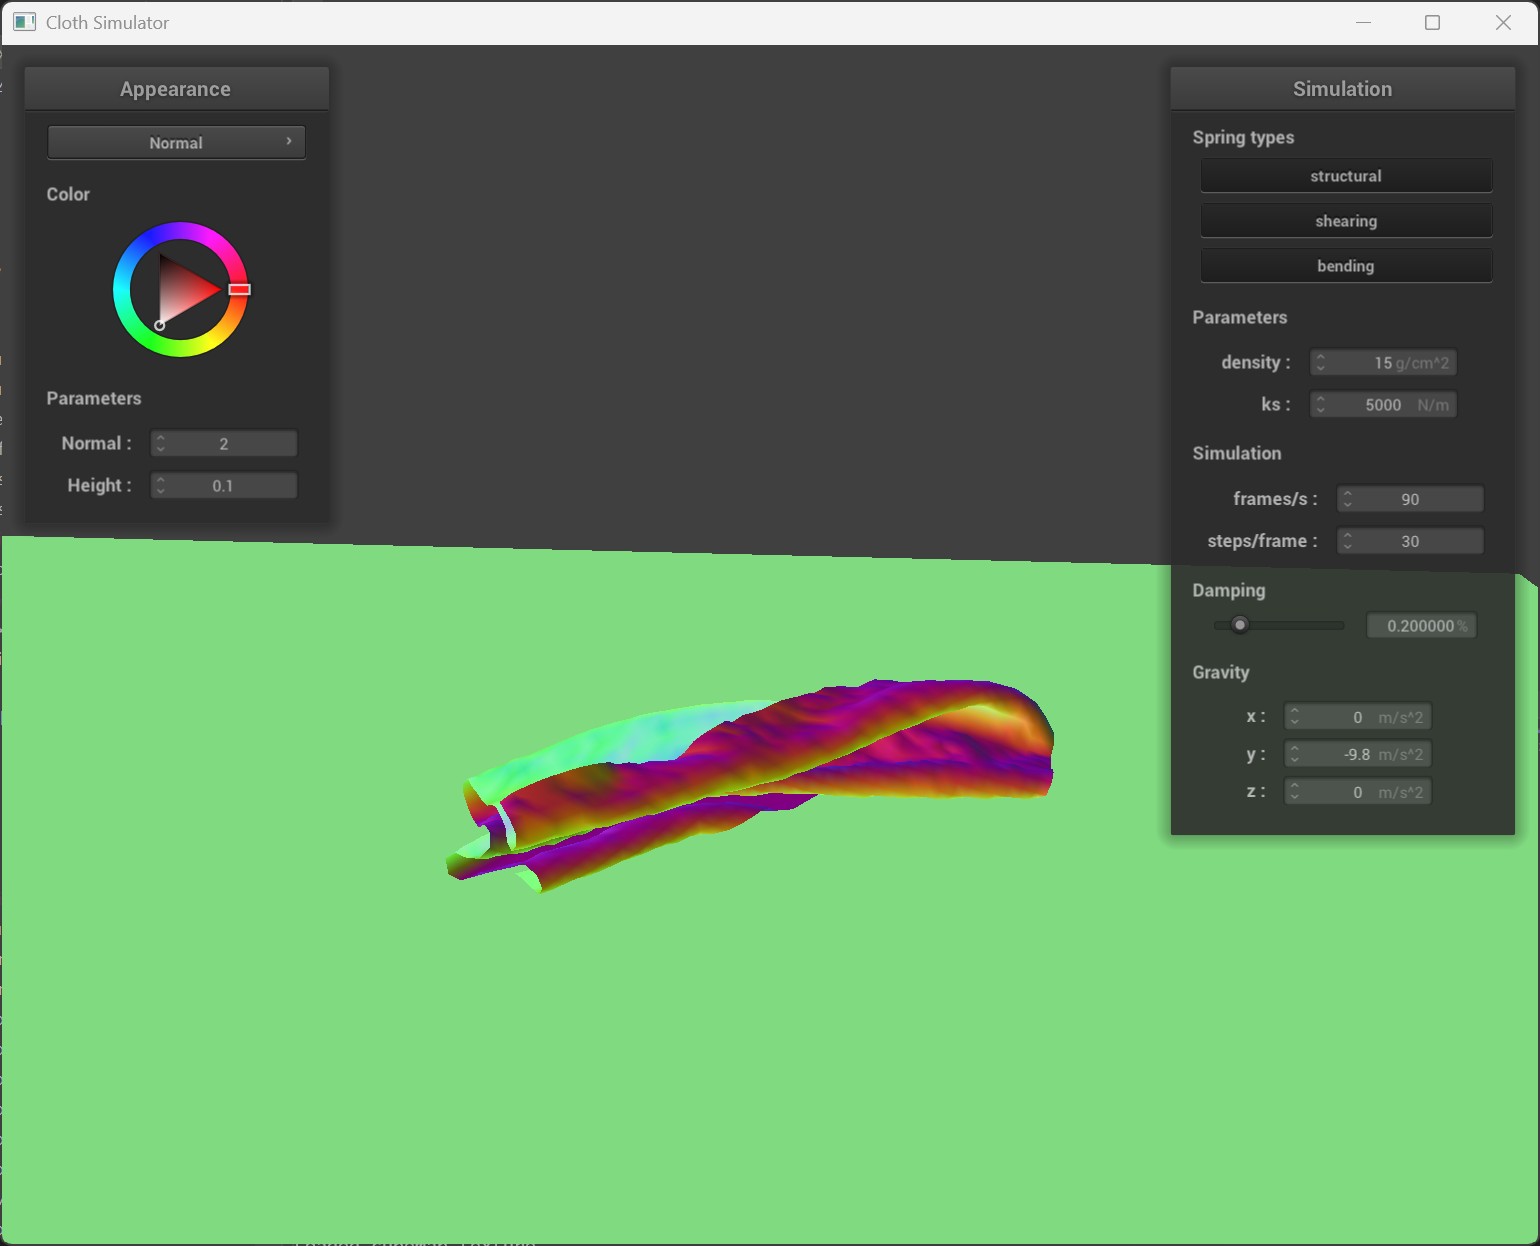 Cloth Simulator
Appearance
Normal
Color
Parameters
Normal :
2
Height :
0.1
Simulation
Spring types
structural
shearing
bending
Parameters
density :
15 g/cm^2
ks :
5000 N/m
Simulation
frames/s :
90
steps/frame :
30
Damping
0.200000 %
Gravity
x :
0 m/s^2
y :
-9.8 m/s^2
z :
0 m/s^2